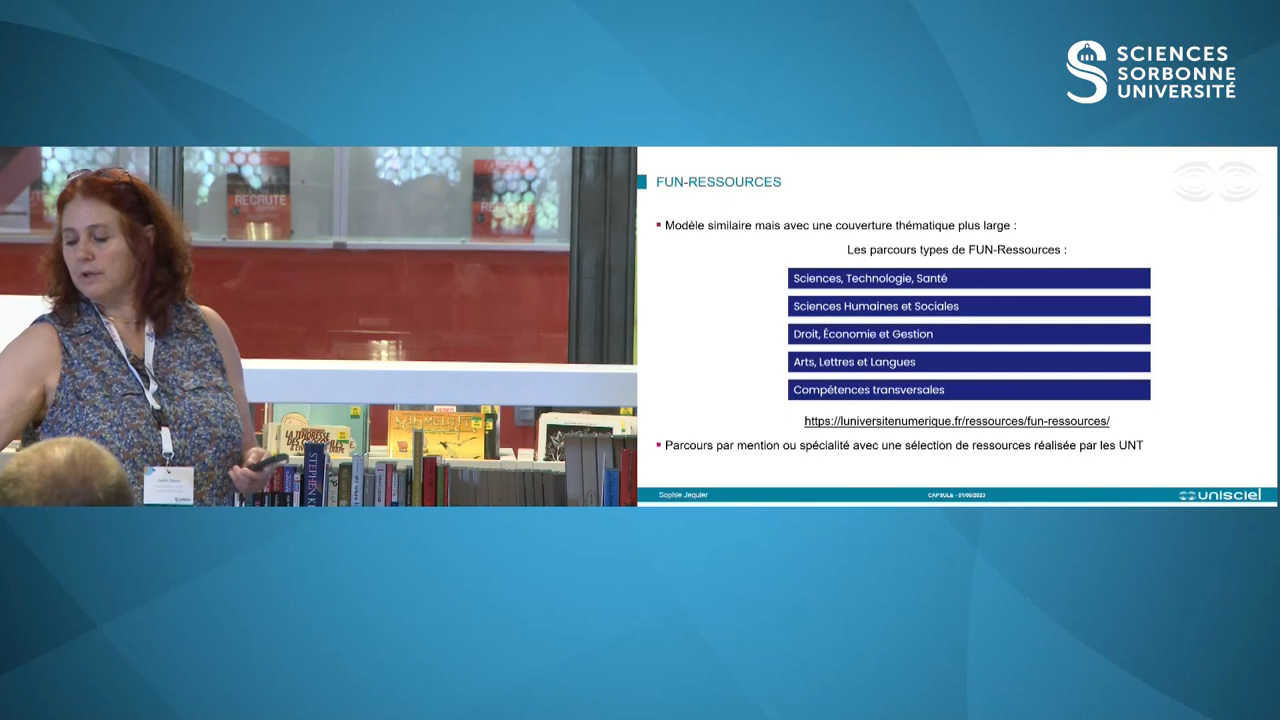 SCIENCES
SORBONNE
UNIVERSITÉ
RECRUTE
FUN-RESSOURCES
Modèle similaire mais avec une couverture thématique plus large :
Les parcours types de FUN-Ressources :
Sciences, Technologie, Santé
Sciences Humaines et Sociales
Droit, Économie et Gestion
Arts, Lettres et Langues
Compétences transversales
https://luniversitenumerique.fr/ressources/fun-ressources/
Parcours par mention ou spécialité avec une sélection de ressources réalisée par les UNT
Sophie Jequier
CAPSULE - 01/06/2023
unisciel
STEPHEN